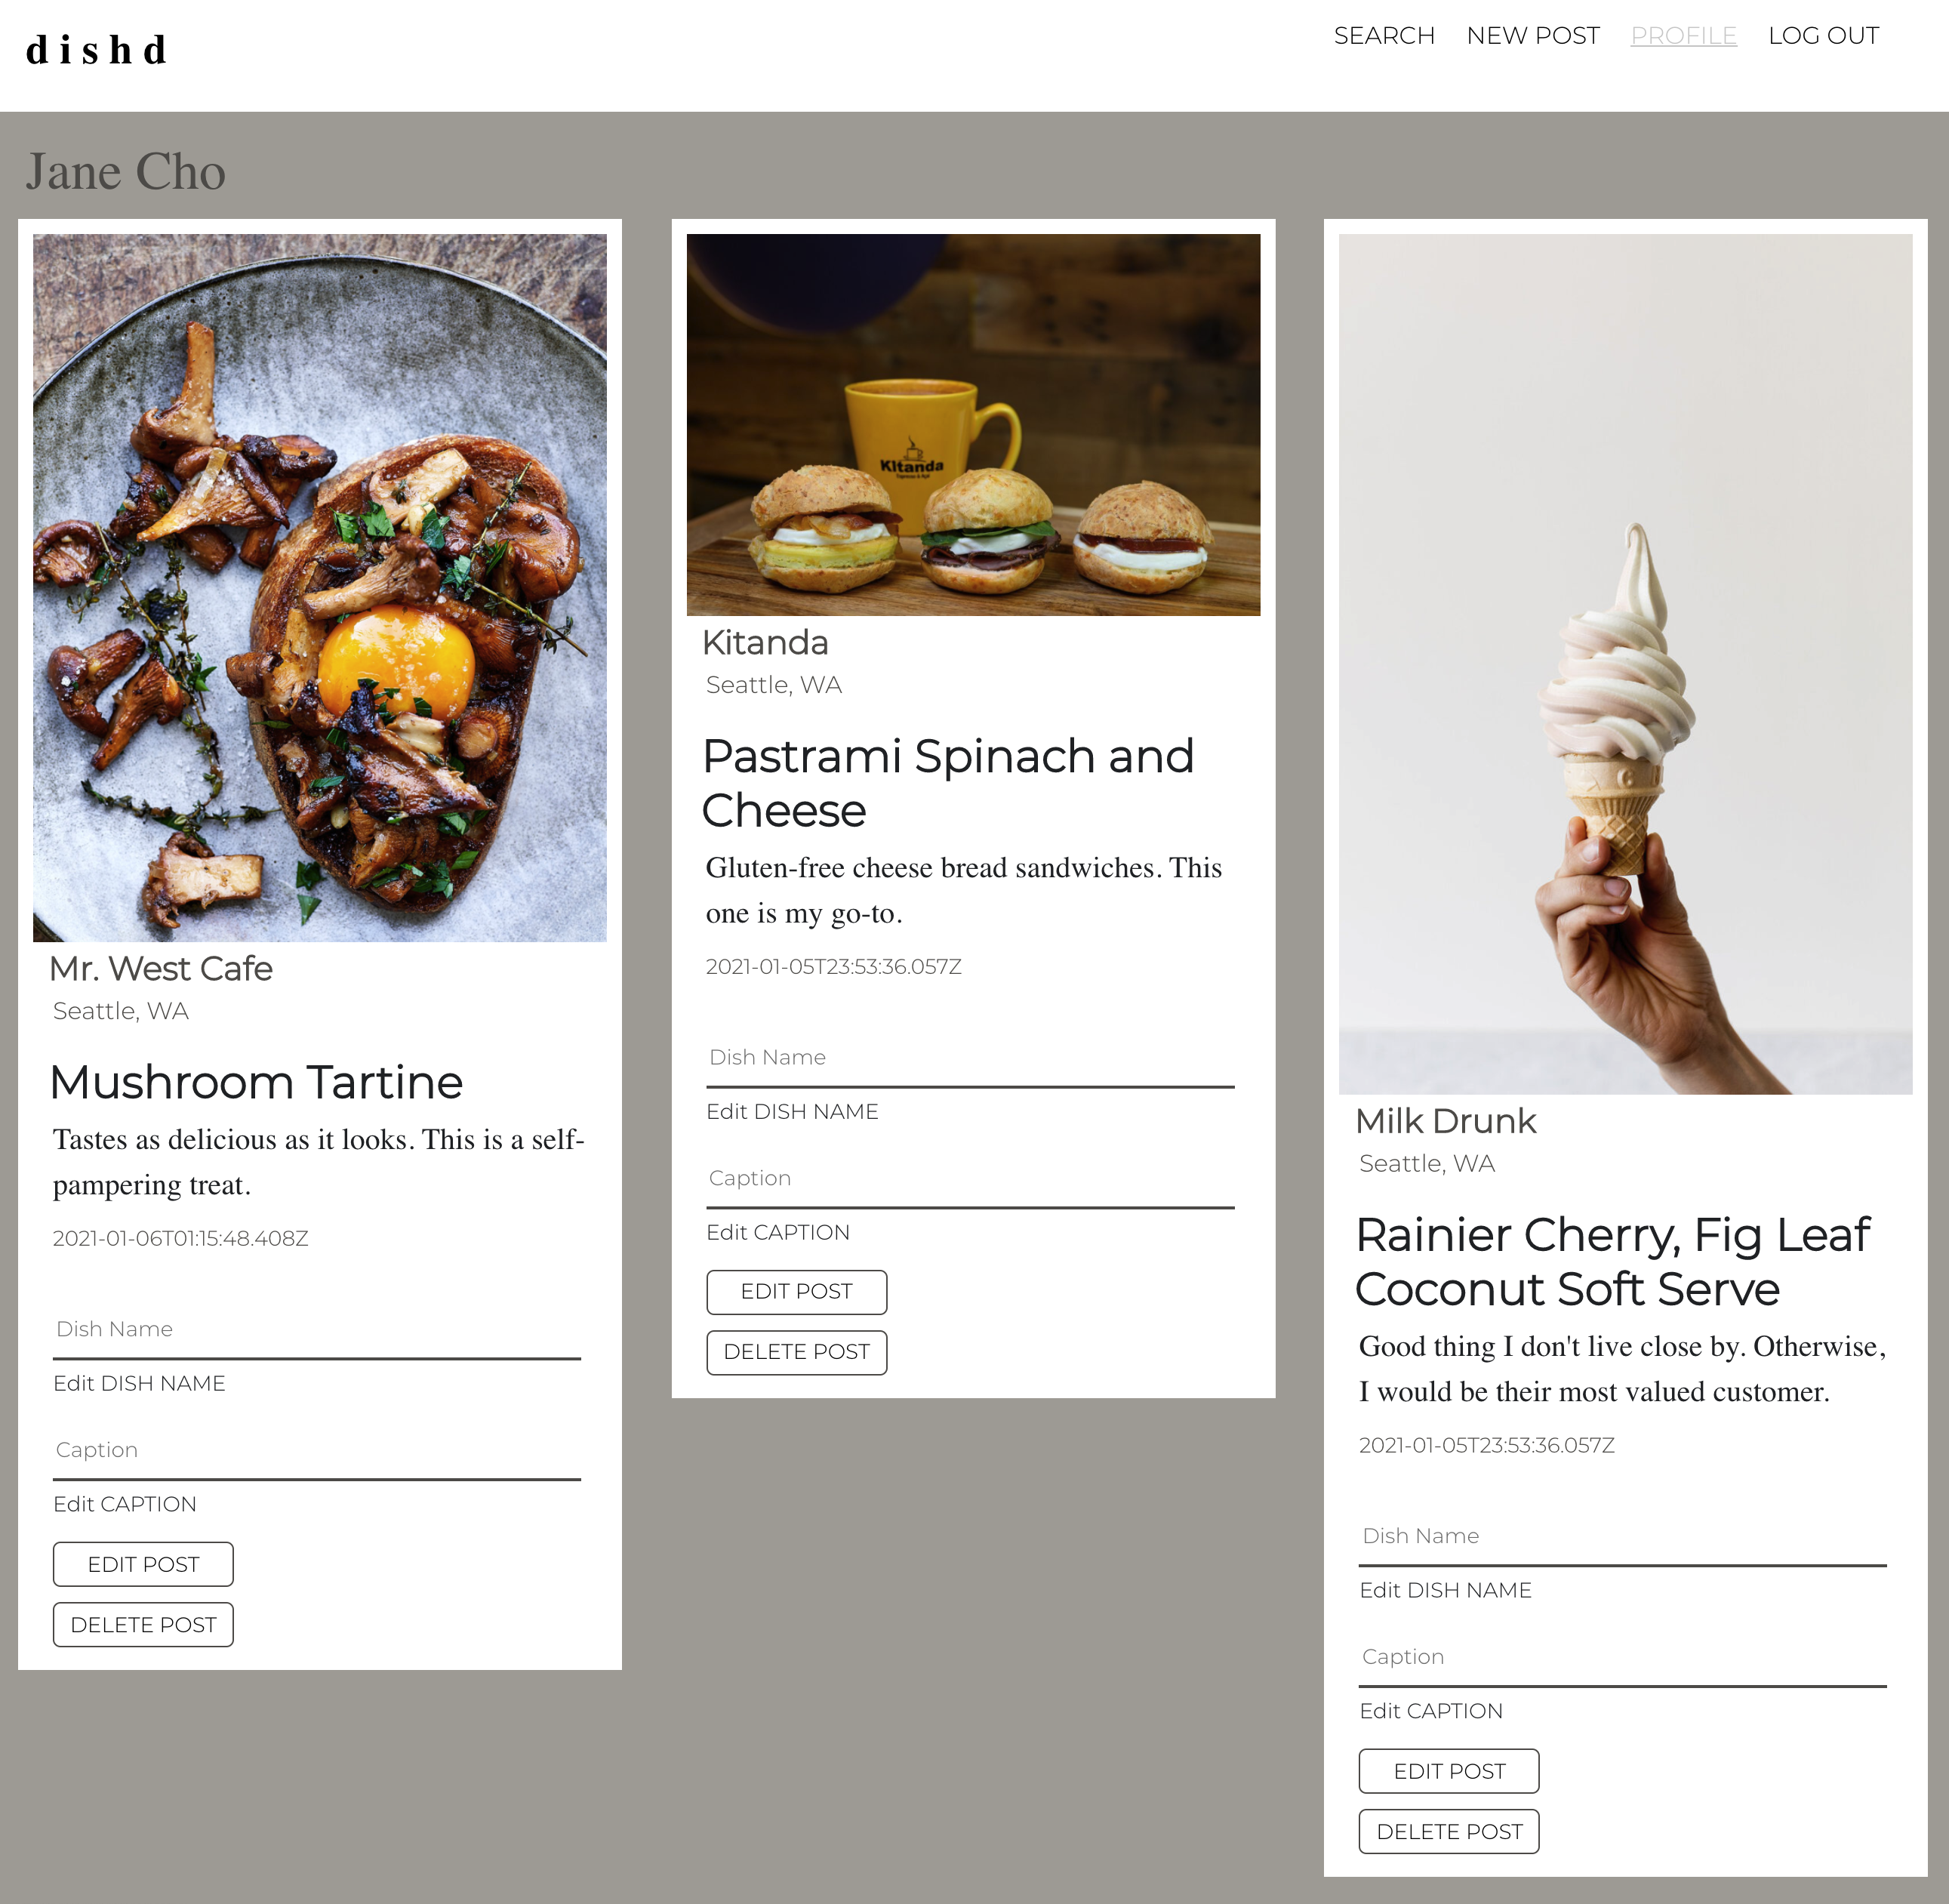 d i s h d
SEARCH NEW POST PROFILE LOG OUT
Jane Cho
Mr. West Cafe
Seattle, WA
Mushroom Tartine
Tastes as delicious as it looks. This is a self-
pampering treat.
2021-01-06T01:15:48.408Z
Dish Name
Edit DISH NAME
Caption
Edit CAPTION
EDIT POST
DELETE POST
KItanda
Kitanda
Seattle, WA
Pastrami Spinach and
Cheese
Gluten-free cheese bread sandwiches. This
one is my go-to.
2021-01-05T23:53:36.057Z
Dish Name
Edit DISH NAME
Caption
Edit CAPTION
EDIT POST
DELETE POST
Milk Drunk
Seattle, WA
Rainier Cherry, Fig Leaf
Coconut Soft Serve
Good thing I don't live close by. Otherwise,
I would be their most valued customer.
2021-01-05T23:53:36.057Z
Dish Name
Edit DISH NAME
Caption
Edit CAPTION
EDIT POST
DELETE POST